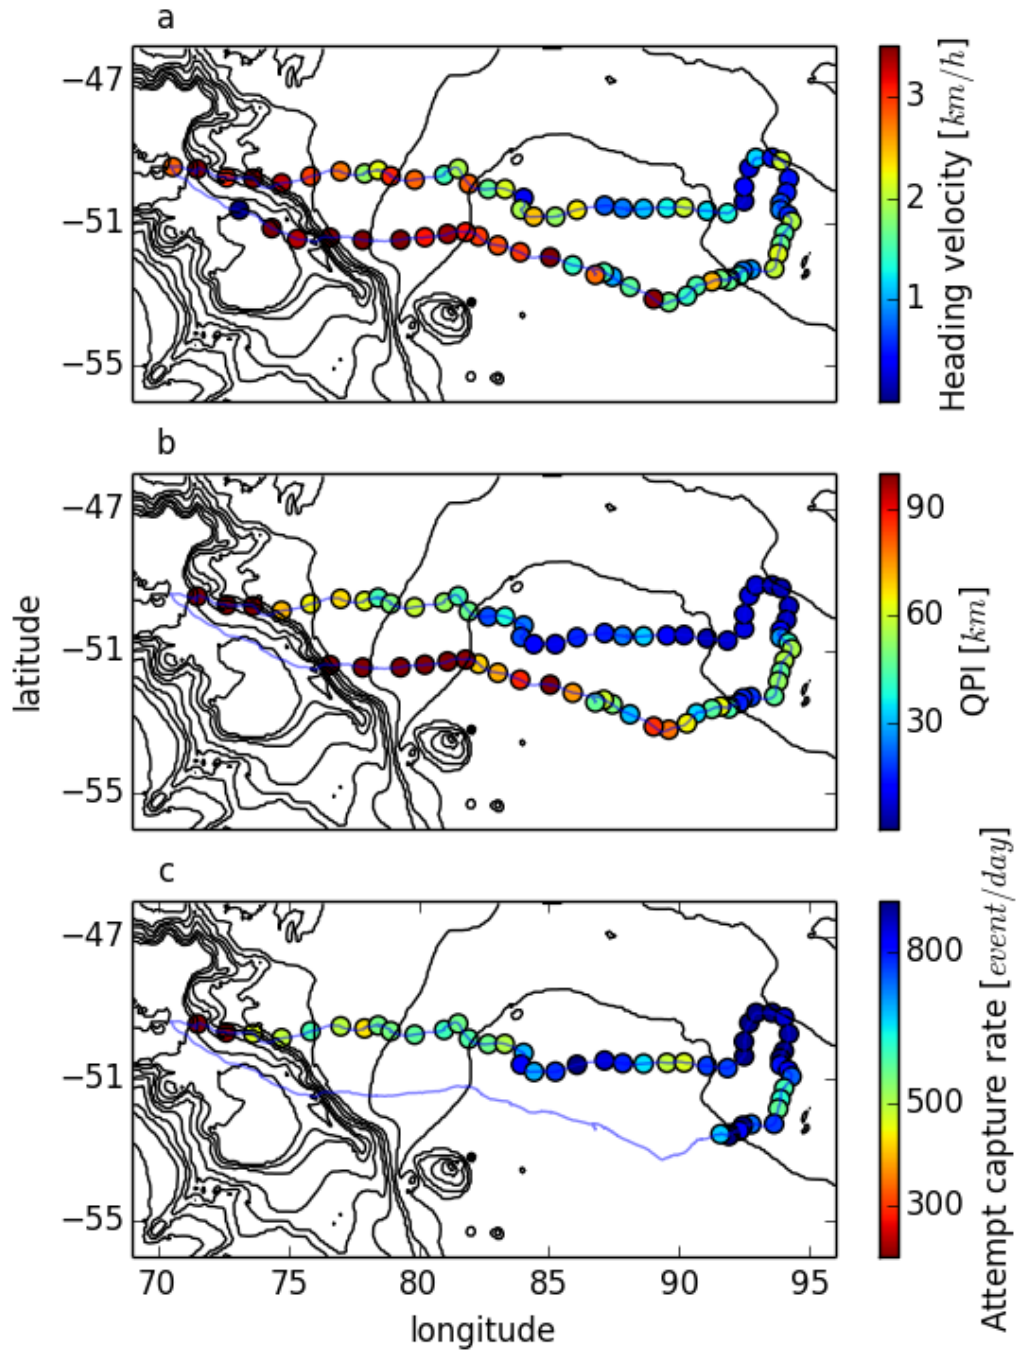 a
−47
−51
−55
3
2
1
Heading velocity [km/h]
b
−47
−51
−55
90
60
30
QPI [km]
latitude
c
−47
−51
−55
800
500
300
Attempt capture rate [event/day]
70 75 80 85 90 95
longitude